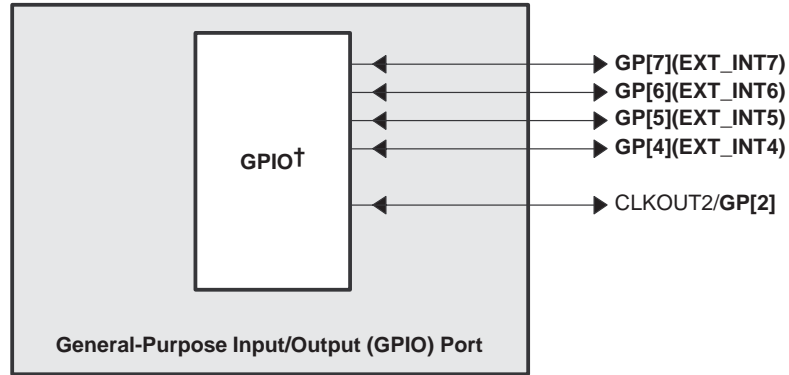 GP[7](EXT_INT7)
GP[6](EXT_INT6)
GP[5](EXT_INT5)
GP[4](EXT_INT4)
GPIO†
CLKOUT2/GP[2]
General-Purpose Input/Output (GPIO) Port